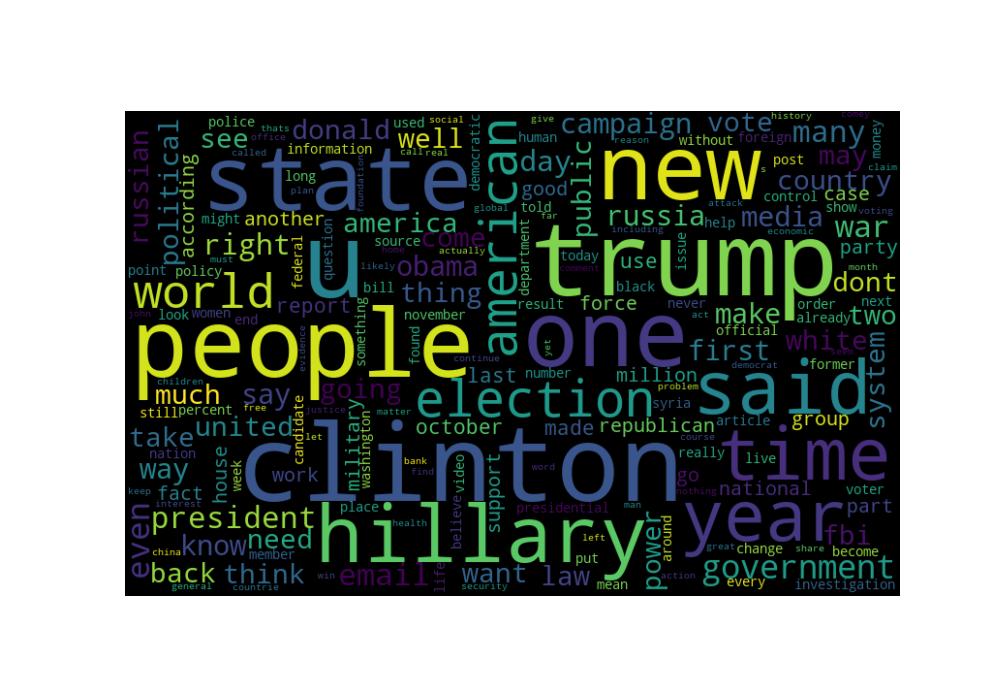 police
used
social
democratic
give
campaign
vote
without
history
comey
russian
political
see
donald
well
american
human
reason
foreign
many
money
thats
office
information
call
real
new
post
may
claim
according
called
state
long
plan
foundation
global
day
good
public
s
country
might
another
america
told
far
russia
attack
control
case
voting
right
federal
u
question
source
come
actually
department
including
trump
help
media
show
war
must
home
today
use
issue
economic
party
point
policy
likely
obama
comment
black
month
dont
world
bill
thing
result
force
never
order
next
look
women
report
november
make
already
two
john
end
something
found
one
act
official
people
evidence
yet
first
white
former
children
continue
number
democrat
seen
much
say
going
last
million
problem
said
system
still
percent
free
justice
election
syria
article
group
take
united
candidate
matter
october
made
republican
course
nation
let
clinton
time
way
house
week
military
washington
bank
video
word
really
live
fact
work
find
support
go
national
voter
keep
interest
nothing
even
president
place
hillary
believe
presidential
man
power
year
part
know
need
health
left
around
fbi
china
member
great
change
share
become
back
think
win
email
life
want
law
put
government
general
countrie
security
mean
action
every
investigation